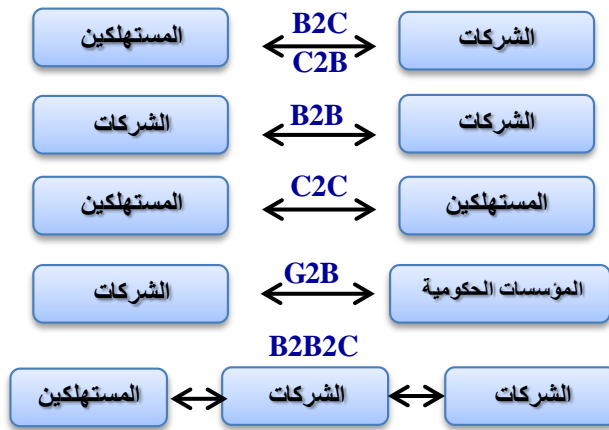 الشركات B2C المستهلكين
C2B
الشركات B2B الشركات
المستهلكين C2C المستهلكين
المؤسسات الحكومية G2B الشركات
B2B2C
الشركات الشركات المستهلكين